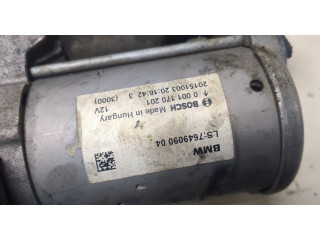 BMW
LS:7649090 04
12V
BOSCH Made in Hungary
0 001 170 201
20151003 20:16:42 3
(3000)